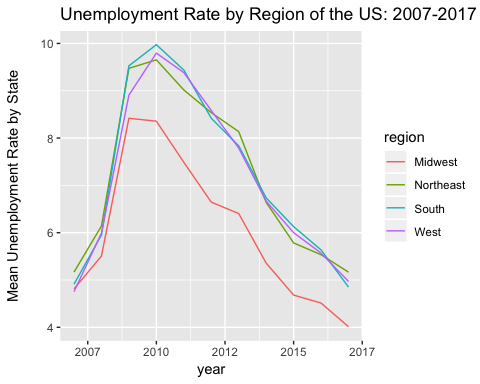 Unemployment Rate by Region of the US: 2007-2017
Mean Unemployment Rate by State
10
8
6
4
2007 2010 2012 2015 2017
year
region
Midwest
Northeast
South
West